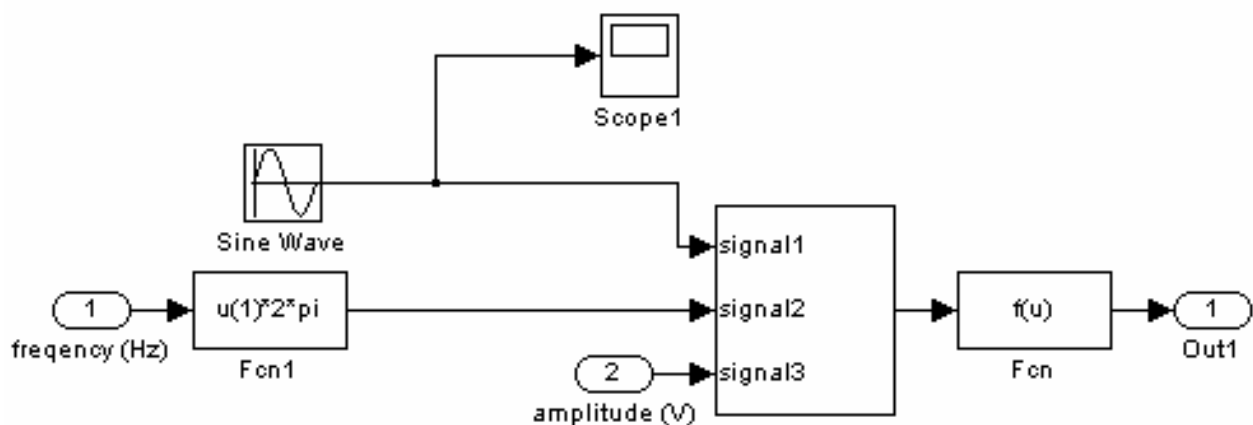 Scope1
Sine Wave
signal1
1
u(1)*2*pi
signal2
f(u)
1
freqency (Hz)
Fcn1
2
signal3
Fcn
Out1
amplitude (V)